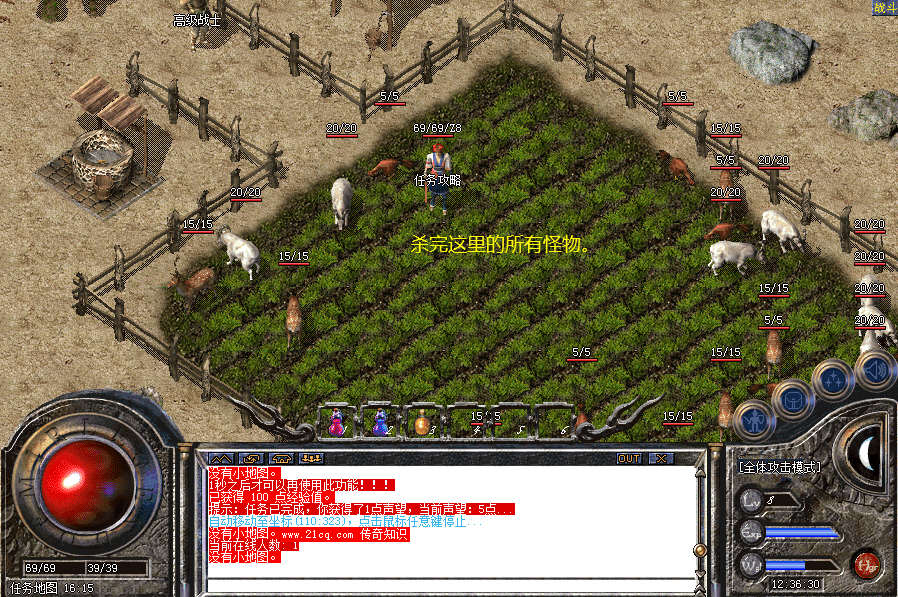 战斗
高级战士
5/5
5/5
20/20
69/69/Z8
15/15
5/5
20/20
任务攻略
20/20
20/20
15/15
20/20
杀完这里的所有怪物。
15/15
20/20
15/15
20/20
5/5
20/20
5/5
15/15
15/15
15/15
OUT
没有小地图。
1秒之后才可以再使用此功能！！！
已获得 100 点经验值。
提示：任务已完成，你获得了1点声望，当前声望：5点...
自动移动至坐标(110:323)，点击鼠标任意键停止...
没有小地图。www.21cq.com 传奇知识
当前在线人数：1
没有小地图。
[全体攻击模式]
Lv 8
Exp
69/69
39/39
任务地图 16:15
12:36:30